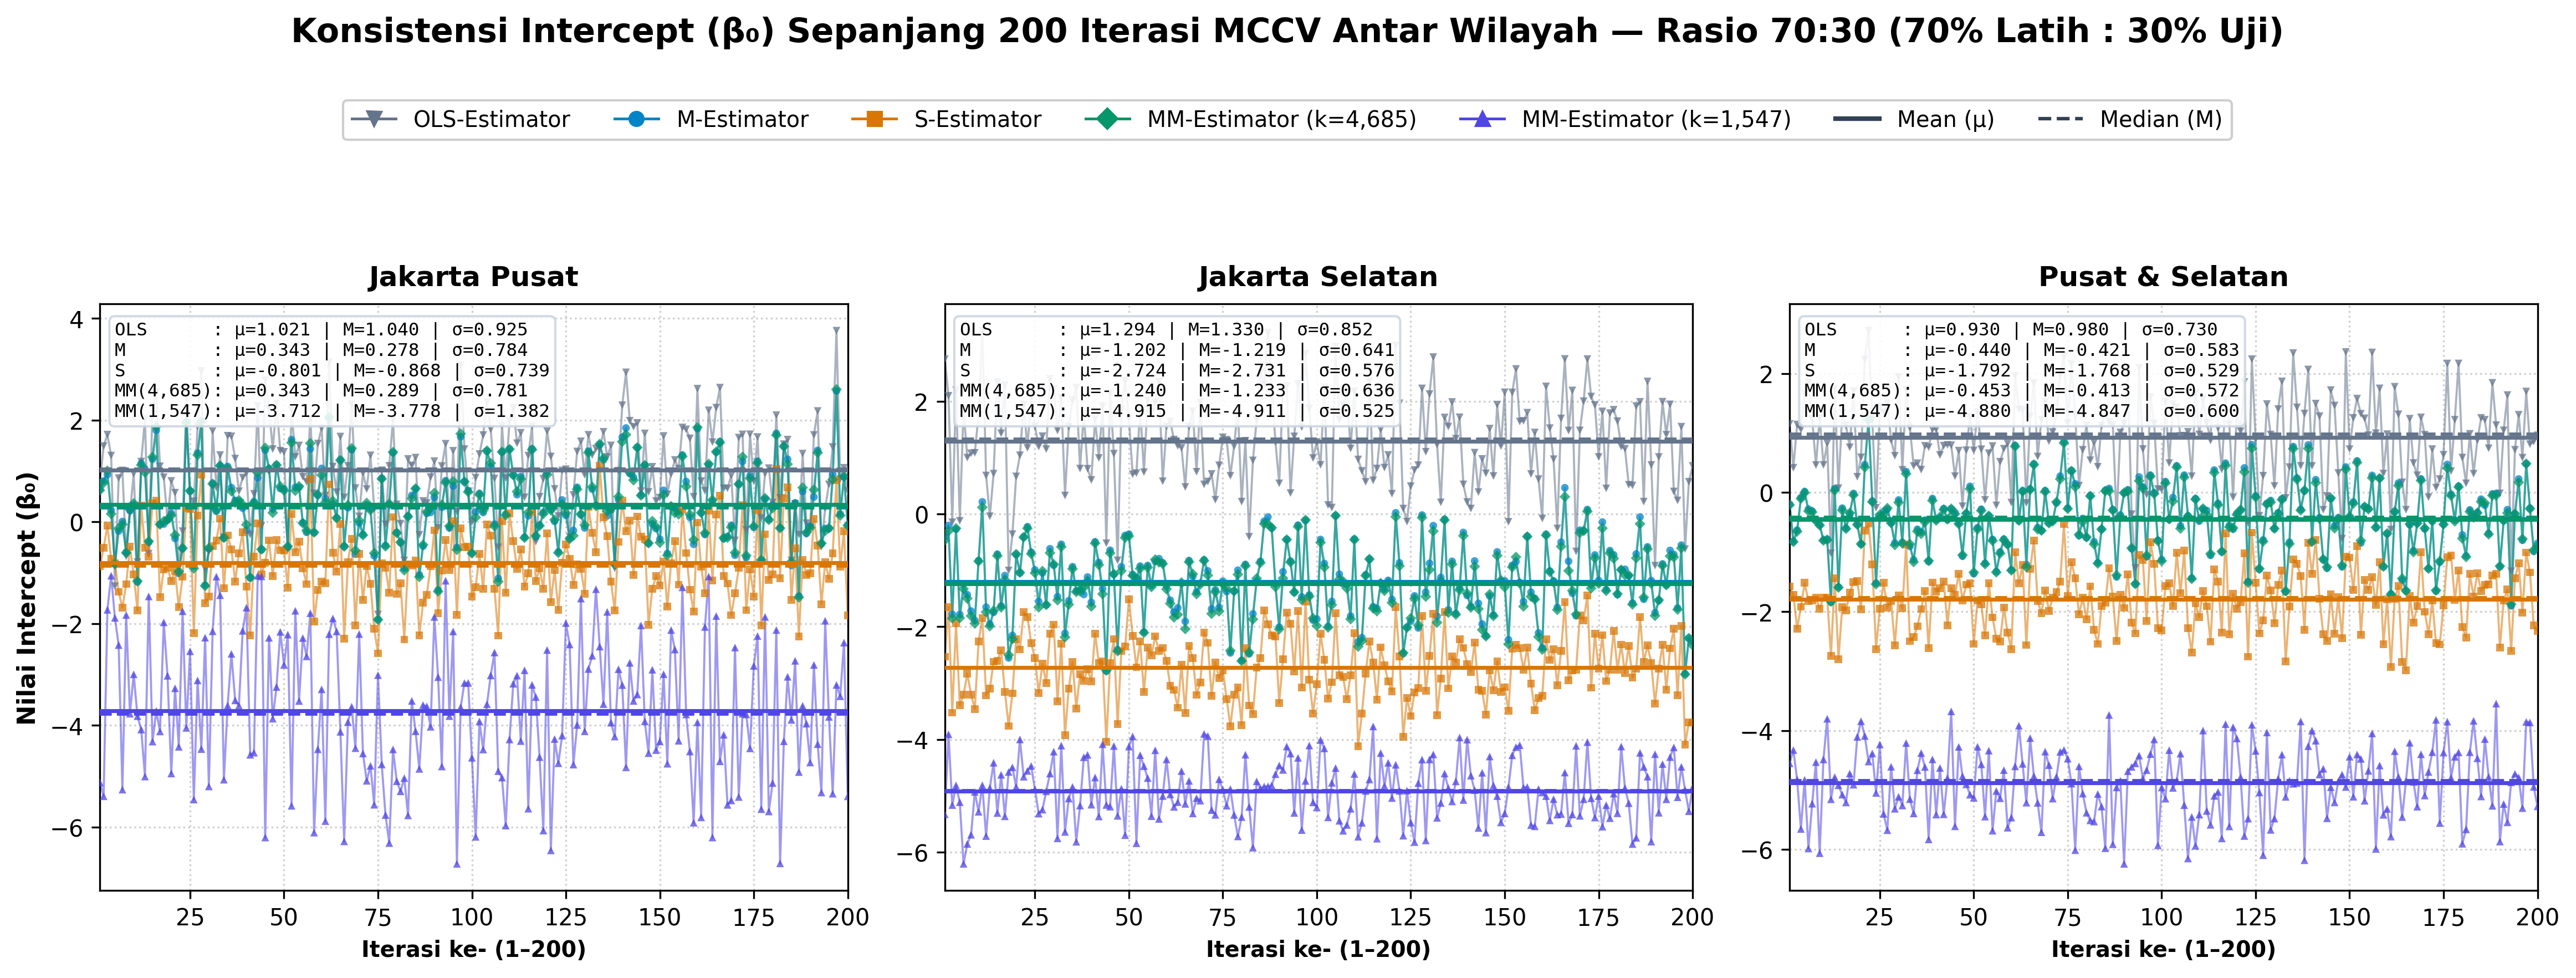 Konsistensi Intercept (β₀) Sepanjang 200 Iterasi MCCV Antar Wilayah — Rasio 70:30 (70% Latih : 30% Uji)
OLS-Estimator M-Estimator S-Estimator MM-Estimator (k=4,685) MM-Estimator (k=1,547) Mean (μ) Median (M)
Jakarta Pusat
OLS : μ=1.021 | M=1.040 | σ=0.925
M : μ=0.343 | M=0.278 | σ=0.784
S : μ=-0.801 | M=-0.868 | σ=0.739
MM(4,685): μ=0.343 | M=0.289 | σ=0.781
MM(1,547): μ=-3.712 | M=-3.778 | σ=1.382
4
2
0
−2
−4
−6
Nilai Intercept (β₀)
25 50 75 100 125 150 175 200
Iterasi ke- (1–200)
Jakarta Selatan
OLS : μ=1.294 | M=1.330 | σ=0.852
M : μ=-1.202 | M=-1.219 | σ=0.641
S : μ=-2.724 | M=-2.731 | σ=0.576
MM(4,685): μ=-1.240 | M=-1.233 | σ=0.636
MM(1,547): μ=-4.915 | M=-4.911 | σ=0.525
2
0
−2
−4
−6
25 50 75 100 125 150 175 200
Iterasi ke- (1–200)
Pusat & Selatan
OLS : μ=0.930 | M=0.980 | σ=0.730
M : μ=-0.440 | M=-0.421 | σ=0.583
S : μ=-1.792 | M=-1.768 | σ=0.529
MM(4,685): μ=-0.453 | M=-0.413 | σ=0.572
MM(1,547): μ=-4.880 | M=-4.847 | σ=0.600
2
0
−2
−4
−6
25 50 75 100 125 150 175 200
Iterasi ke- (1–200)